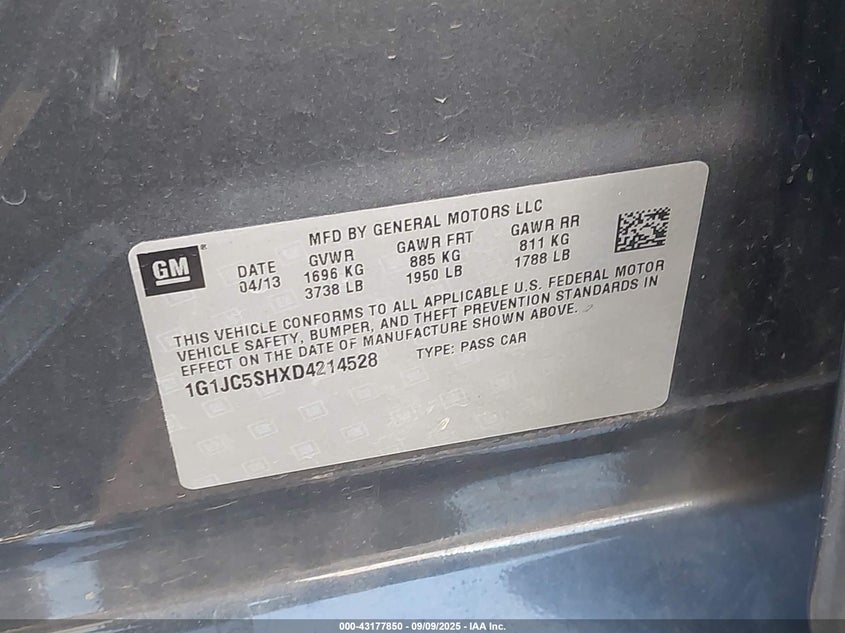 GM ®
MFD BY GENERAL MOTORS LLC
DATE GVWR GAWR FRT GAWR RR
04/13 1696 KG 885 KG 811 KG
3738 LB 1950 LB 1788 LB
THIS VEHICLE CONFORMS TO ALL APPLICABLE U.S. FEDERAL MOTOR
VEHICLE SAFETY, BUMPER, AND THEFT PREVENTION STANDARDS IN
EFFECT ON THE DATE OF MANUFACTURE SHOWN ABOVE.
1G1JC5SHXD4214528 TYPE: PASS CAR
000-43177850 | 09/09/2025 - IAA Inc.